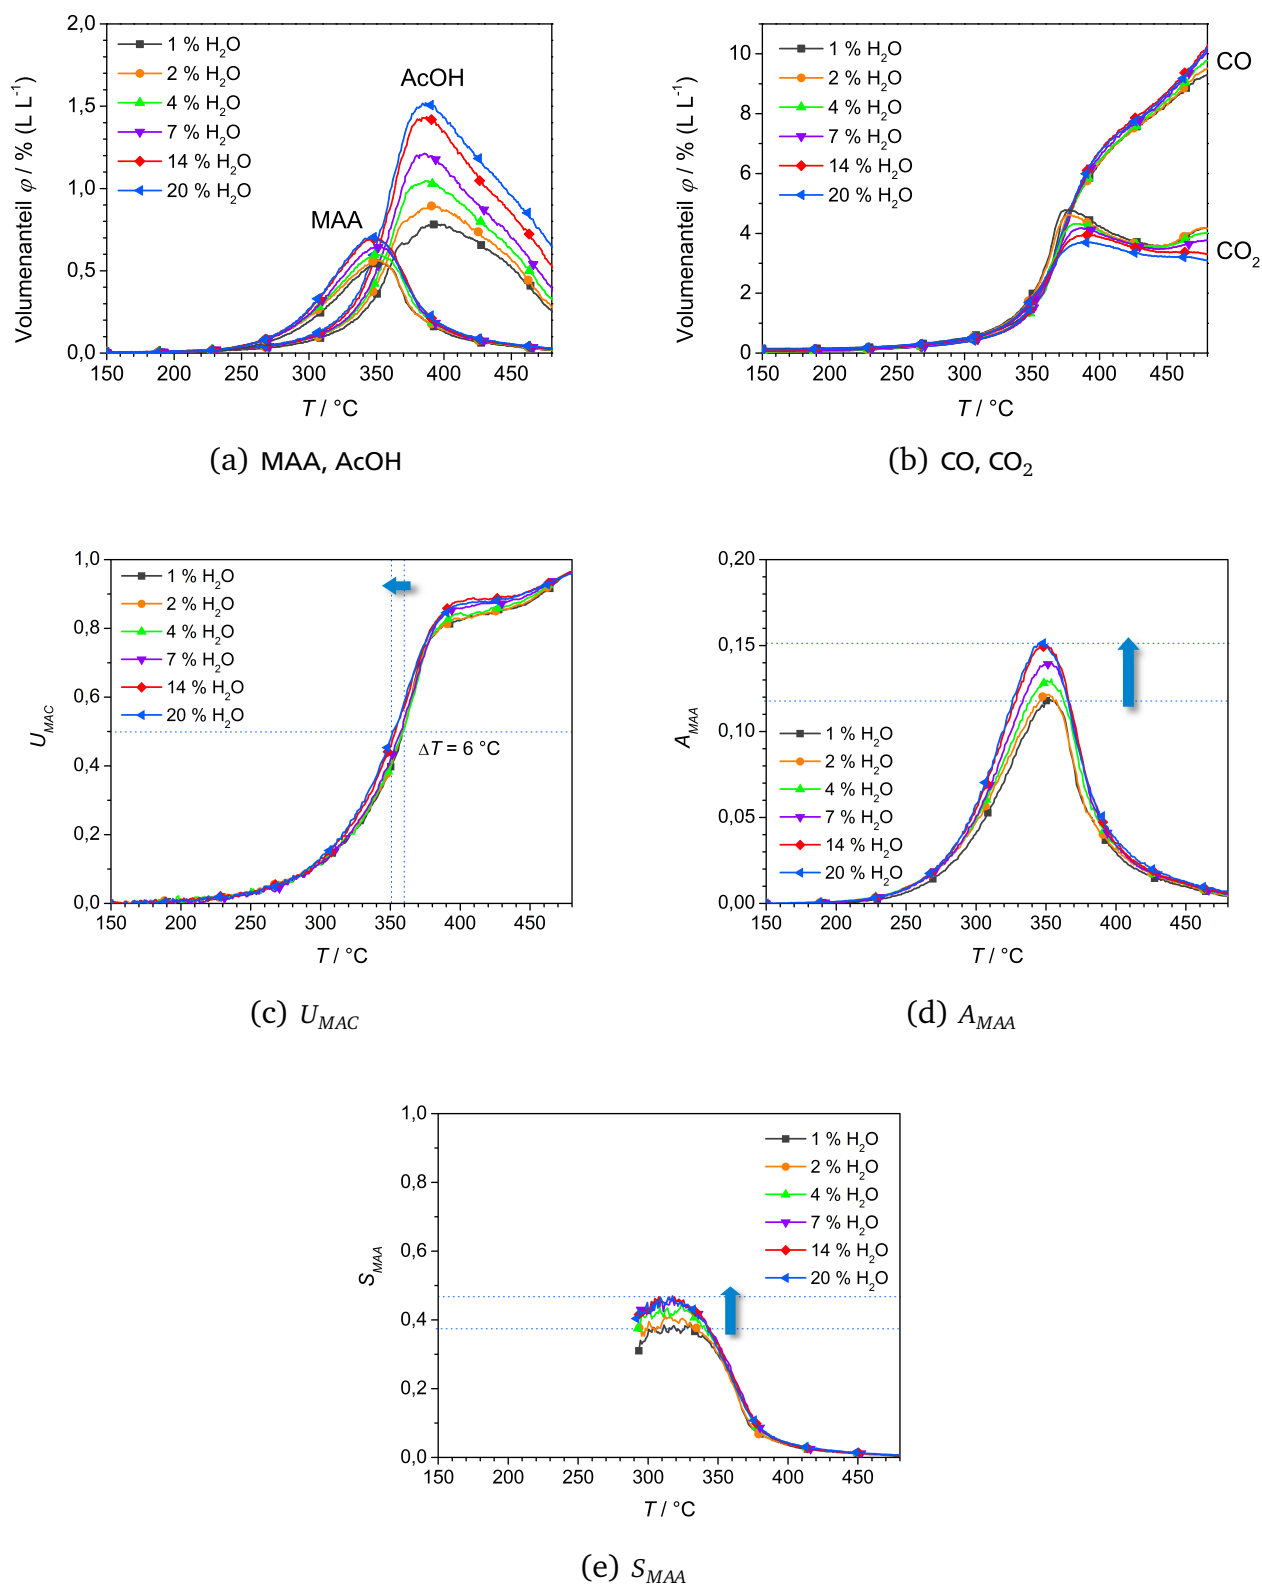 2,0
1,5
1,0
0,5
0,0
Volumenanteil φ / % (L L⁻¹)
1 % H₂O
2 % H₂O
4 % H₂O
7 % H₂O
14 % H₂O
20 % H₂O
AcOH
MAA
150 200 250 300 350 400 450
T / °C
(a) MAA, AcOH
10
8
6
4
2
0
Volumenanteil φ / % (L L⁻¹)
1 % H₂O
2 % H₂O
4 % H₂O
7 % H₂O
14 % H₂O
20 % H₂O
CO
CO₂
150 200 250 300 350 400 450
T / °C
(b) CO, CO₂
1,0
0,8
0,6
0,4
0,2
0,0
U_MAC
1 % H₂O
2 % H₂O
4 % H₂O
7 % H₂O
14 % H₂O
20 % H₂O
ΔT = 6 °C
150 200 250 300 350 400 450
T / °C
(c) U_MAC
0,20
0,15
0,10
0,05
0,00
A_MAA
1 % H₂O
2 % H₂O
4 % H₂O
7 % H₂O
14 % H₂O
20 % H₂O
150 200 250 300 350 400 450
T / °C
(d) A_MAA
1,0
0,8
0,6
0,4
0,2
0,0
S_MAA
1 % H₂O
2 % H₂O
4 % H₂O
7 % H₂O
14 % H₂O
20 % H₂O
150 200 250 300 350 400 450
T / °C
(e) S_MAA